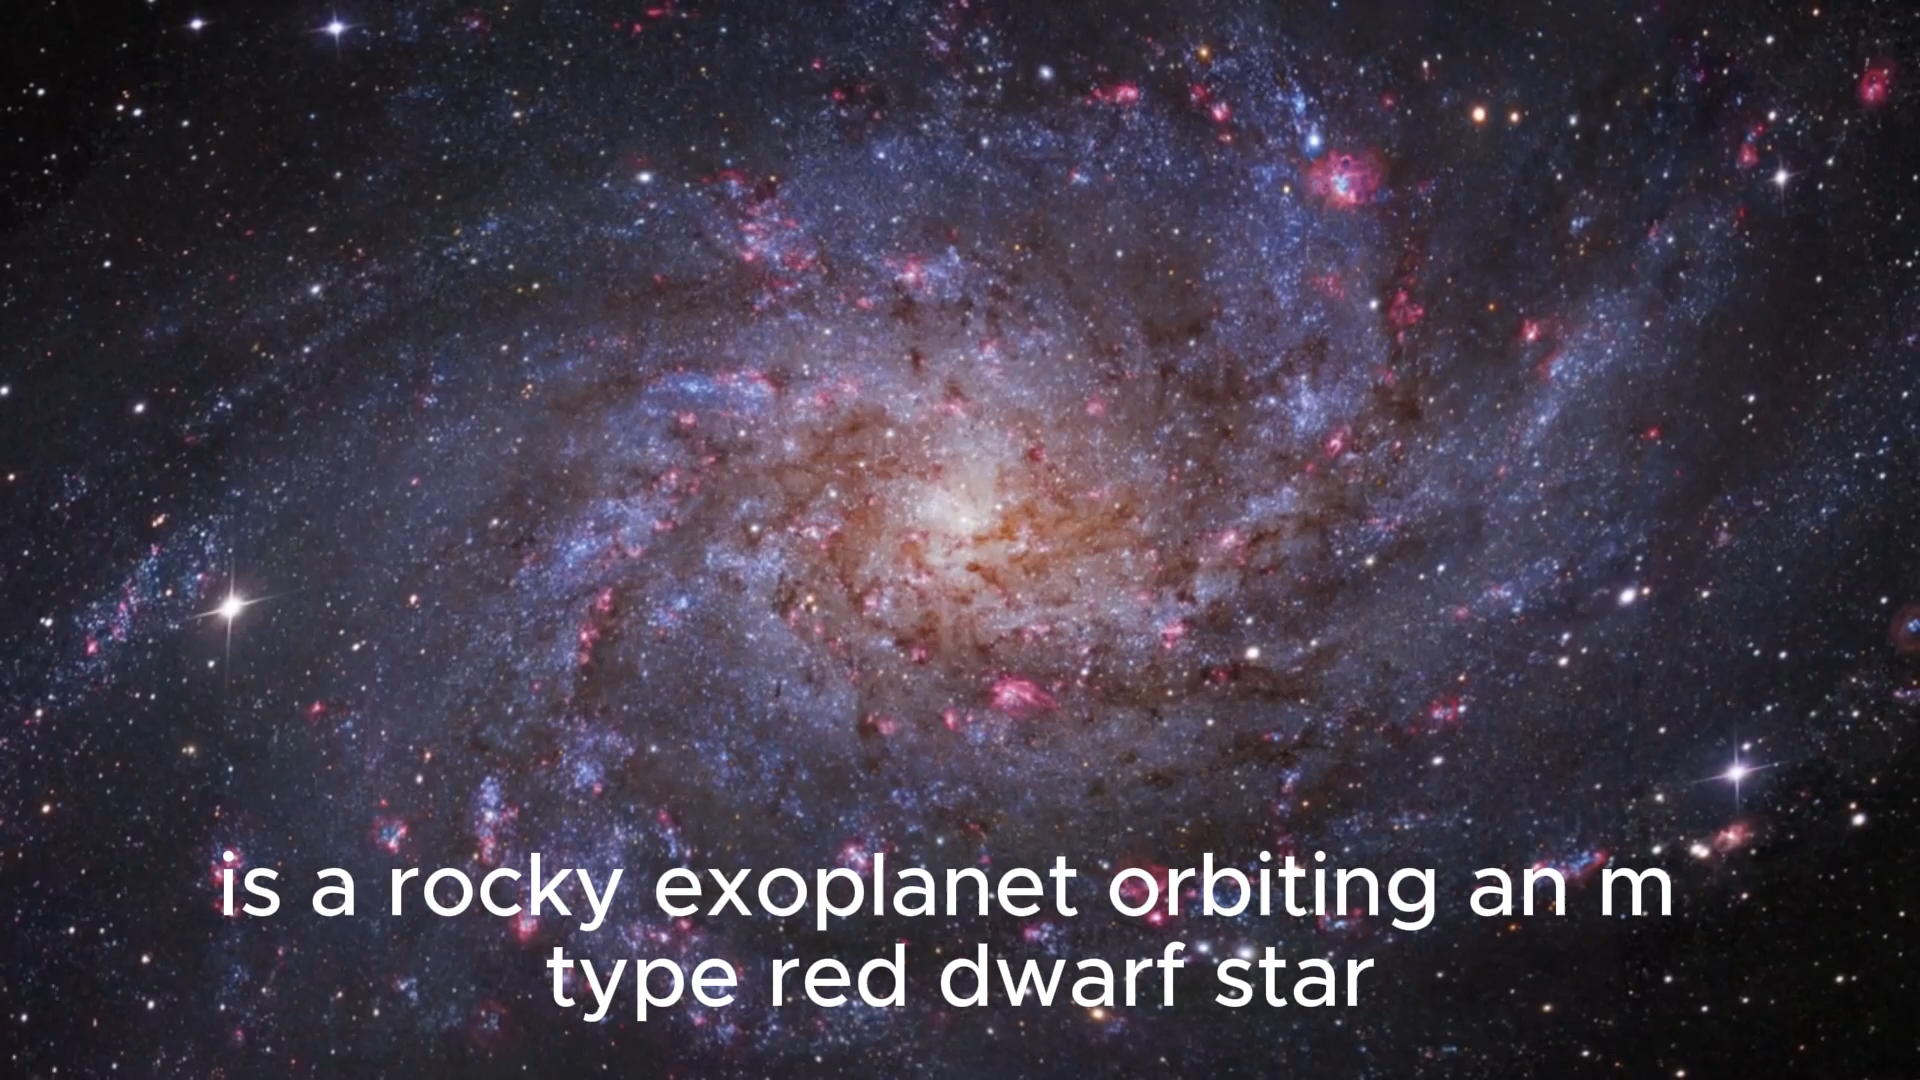 is a rocky exoplanet orbiting an m
type red dwarf star